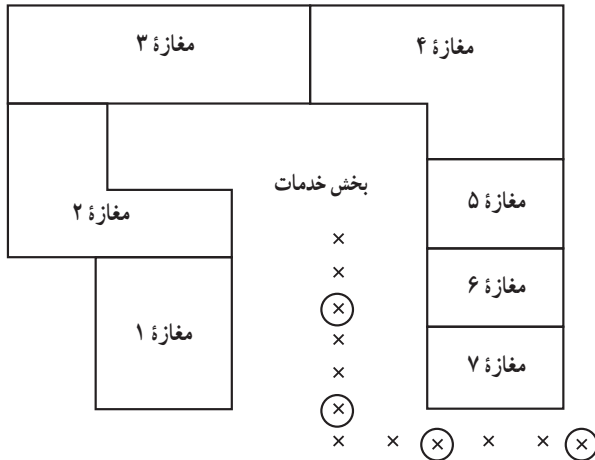 مغازهٔ ۳
مغازهٔ ۴
مغازهٔ ۲
بخش خدمات
مغازهٔ ۵
مغازهٔ ۶
مغازهٔ ۱
مغازهٔ ۷